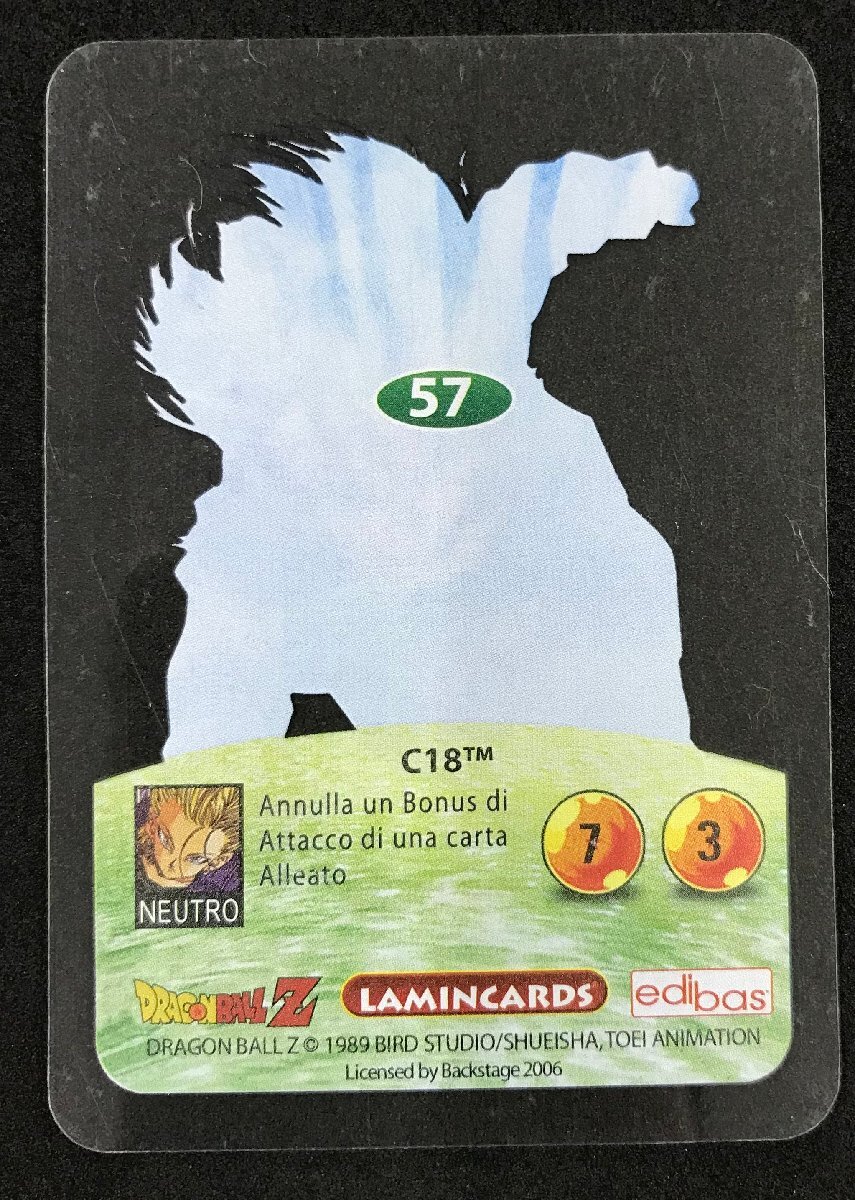 57
C18™
Annulla un Bonus di
Attacco di una carta
Alleato
NEUTRO
7
3
DRAGON BALL Z
LAMINCARDS
edibas
DRAGON BALL Z © 1989 BIRD STUDIO/SHUEISHA, TOEI ANIMATION
Licensed by Backstage 2006